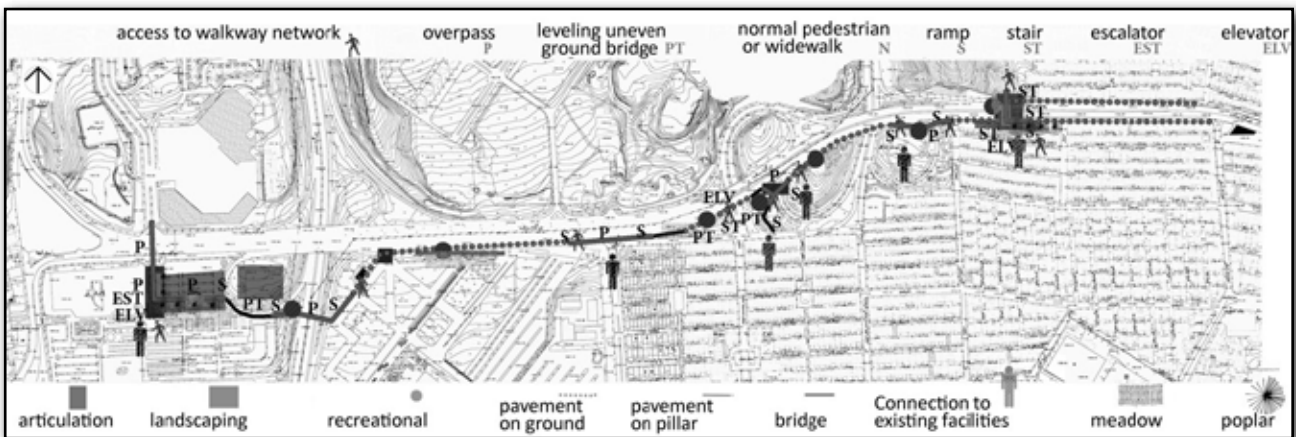 access to walkway network
overpass
P
leveling uneven
ground bridge PT
normal pedestrian
or widewalk
N
ramp
S
stair
ST
escalator
EST
elevator
ELV
P
P
EST
ELV
P
S
PT
S
P
S
S
P
S
PT
ELV
ST
PT
P
S
S
S
P
S
ST
ST
ST
ELV
S
articulation
landscaping
recreational
pavement
on ground
pavement
on pillar
bridge
Connection to
existing facilities
meadow
poplar